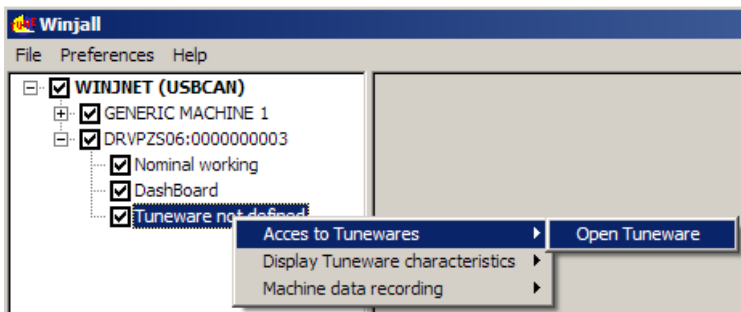 Winjall
File Preferences Help
WINJNET (USBCAN)
GENERIC MACHINE 1
DRVPZS06:0000000003
Nominal working
DashBoard
Tuneware not defined
Acces to Tunewares
Open Tuneware
Display Tuneware characteristics
Machine data recording